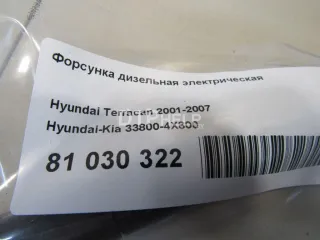 Форсунка дизельная электрическая
Hyundai Terracan 2001-2007
Hyundai-Kia 33800-4X800
81 030 322